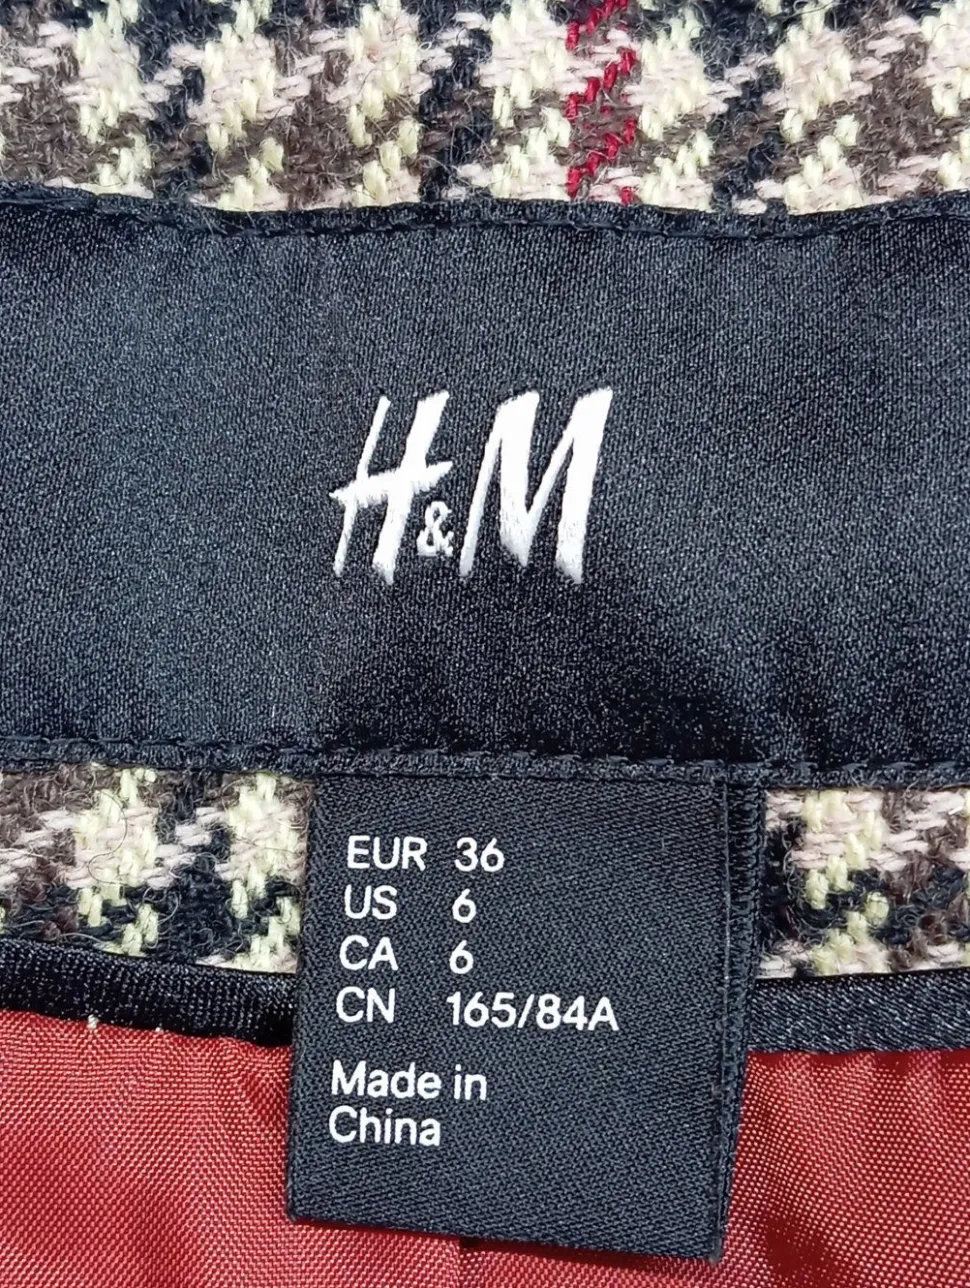 H&M
EUR 36
US 6
CA 6
CN 165/84A
Made in
China